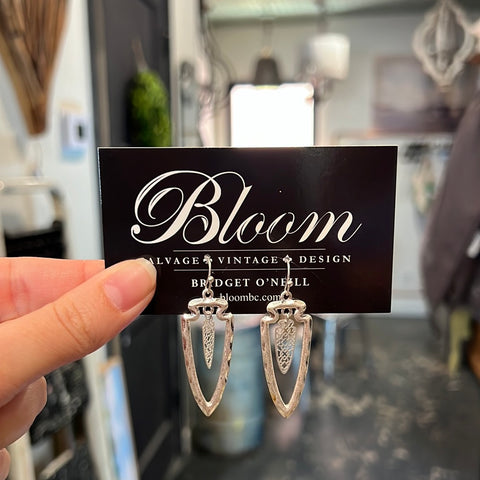 Bloom
SALVAGE • VINTAGE • DESIGN
BRIDGET O'NEILL
bloombc.com